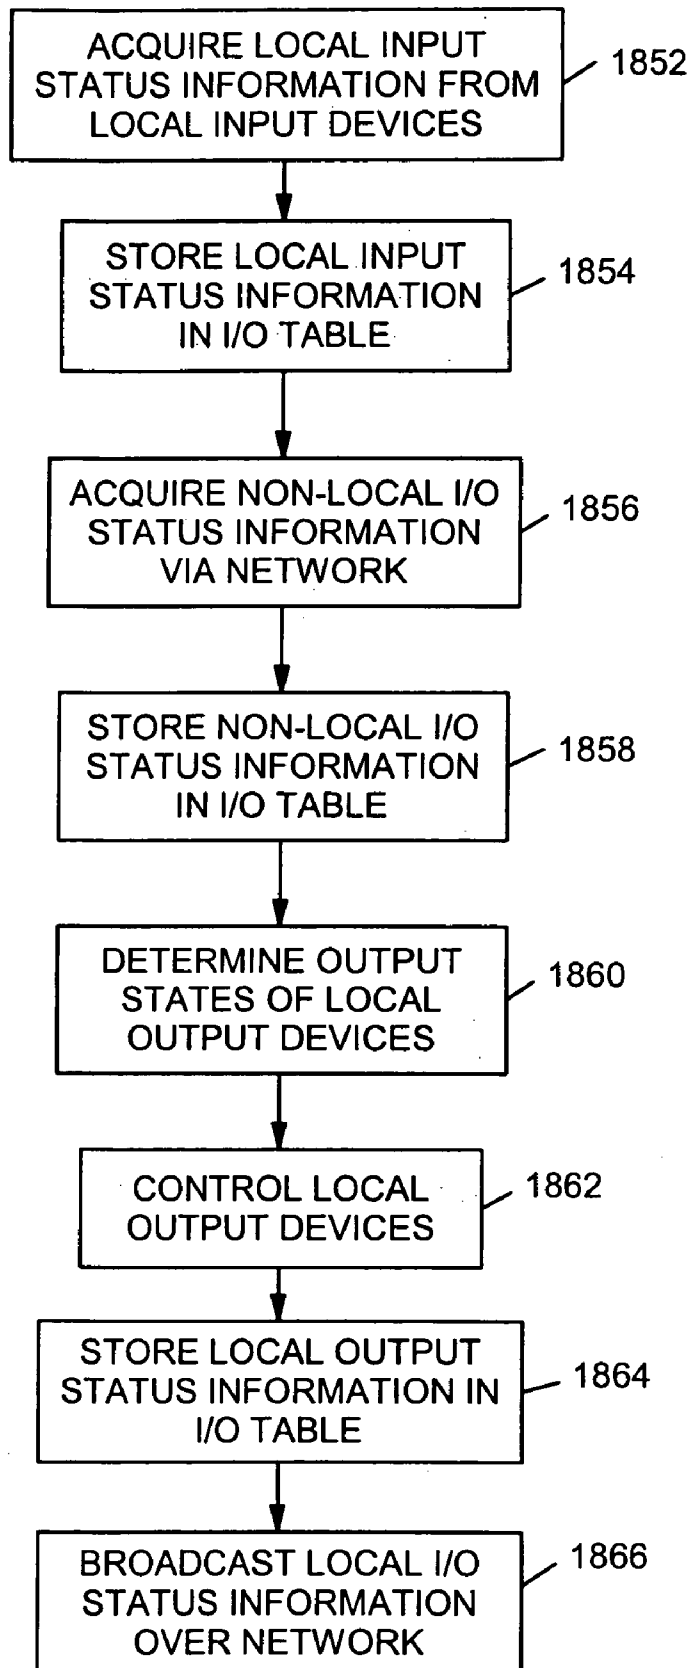 ACQUIRE LOCAL INPUT
STATUS INFORMATION FROM
LOCAL INPUT DEVICES
1852
STORE LOCAL INPUT
STATUS INFORMATION
IN I/O TABLE
1854
ACQUIRE NON-LOCAL I/O
STATUS INFORMATION
VIA NETWORK
1856
STORE NON-LOCAL I/O
STATUS INFORMATION
IN I/O TABLE
1858
DETERMINE OUTPUT
STATES OF LOCAL
OUTPUT DEVICES
1860
CONTROL LOCAL
OUTPUT DEVICES
1862
STORE LOCAL OUTPUT
STATUS INFORMATION IN
I/O TABLE
1864
BROADCAST LOCAL I/O
STATUS INFORMATION
OVER NETWORK
1866